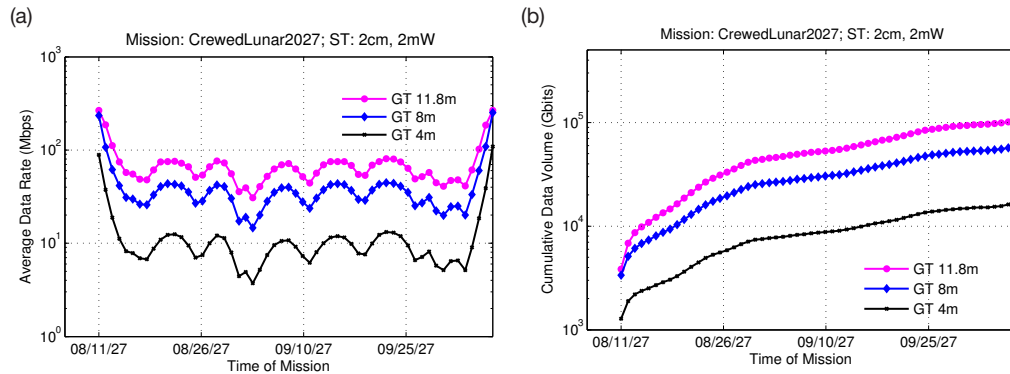 (a)
Mission: CrewedLunar2027; ST: 2cm, 2mW
Average Data Rate (Mbps)
10^3
10^2
10^1
10^0
GT 11.8m
GT 8m
GT 4m
08/11/27 08/26/27 09/10/27 09/25/27
Time of Mission
(b)
Mission: CrewedLunar2027; ST: 2cm, 2mW
Cumulative Data Volume (Gbits)
10^5
10^4
10^3
GT 11.8m
GT 8m
GT 4m
08/11/27 08/26/27 09/10/27 09/25/27
Time of Mission